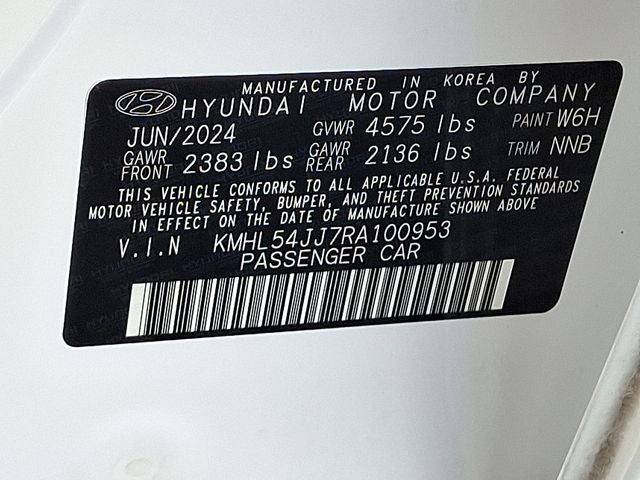 MANUFACTURED IN KOREA BY
HYUNDAI MOTOR COMPANY
JUN/2024 GVWR 4575 lbs PAINT W6H
GAWR FRONT 2383 lbs GAWR REAR 2136 lbs TRIM NNB
THIS VEHICLE CONFORMS TO ALL APPLICABLE U.S.A. FEDERAL
MOTOR VEHICLE SAFETY, BUMPER, AND THEFT PREVENTION STANDARDS
IN EFFECT ON THE DATE OF MANUFACTURE SHOWN ABOVE
V.I.N KMHL54JJ7RA100953
PASSENGER CAR